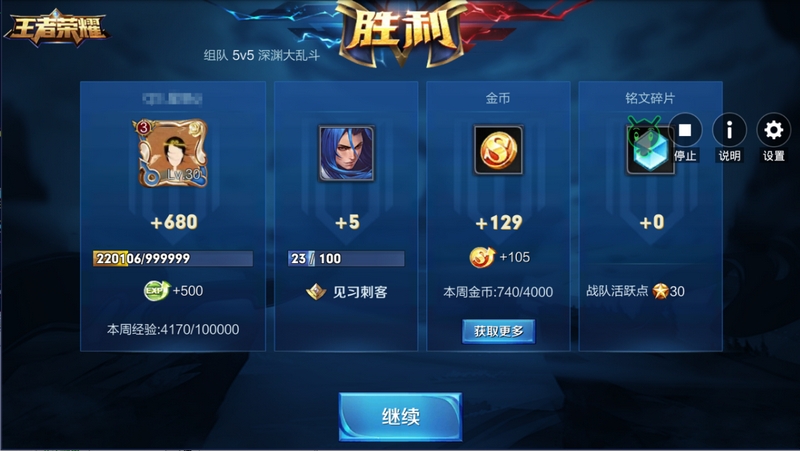 王者荣耀
胜利
组队 5v5 深渊大乱斗
金币
铭文碎片
3
Lv.30
停止
说明
设置
+680
+5
+129
+0
220106/999999
23/100
+105
EXP +500
见习刺客
本周金币:740/4000
战队活跃点 30
本周经验:4170/100000
获取更多
继续